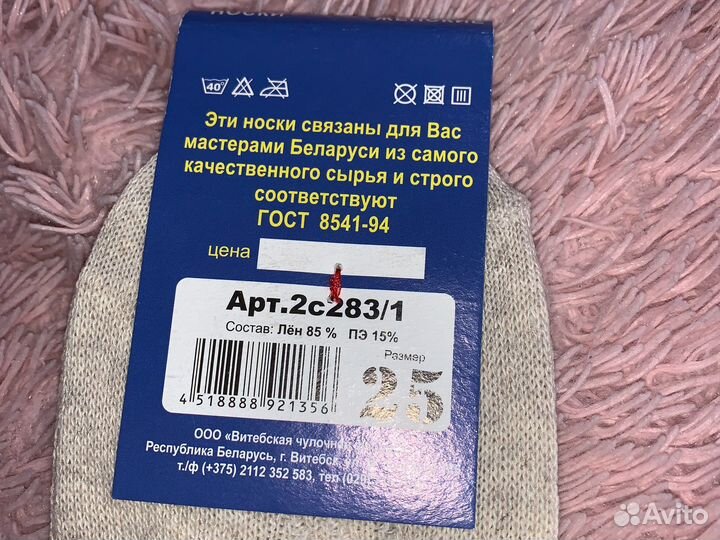 НОСКИ ЖЕНСКИЕ
40°
Эти носки связаны для Вас
мастерами Беларуси из самого
качественного сырья и строго
соответствуют
ГОСТ 8541-94
цена
Арт.2с283/1
Состав: Лён 85 % ПЭ 15%
Размер
25
4 518888 921356
ООО «Витебская
Республика Беларусь, г. Витебск,
т./ф (+375) 2112 352 583, тел
Avito